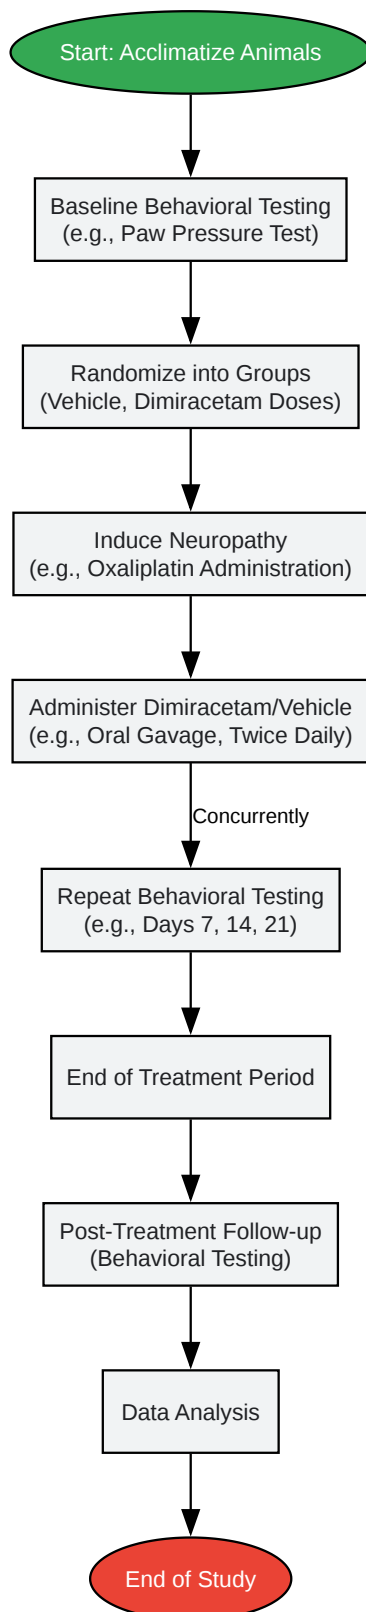 Start: Acclimatize Animals
Baseline Behavioral Testing
(e.g., Paw Pressure Test)
Randomize into Groups
(Vehicle, Dimiracetam Doses)
Induce Neuropathy
(e.g., Oxaliplatin Administration)
Administer Dimiracetam/Vehicle
(e.g., Oral Gavage, Twice Daily)
Concurrently
Repeat Behavioral Testing
(e.g., Days 7, 14, 21)
End of Treatment Period
Post-Treatment Follow-up
(Behavioral Testing)
Data Analysis
End of Study